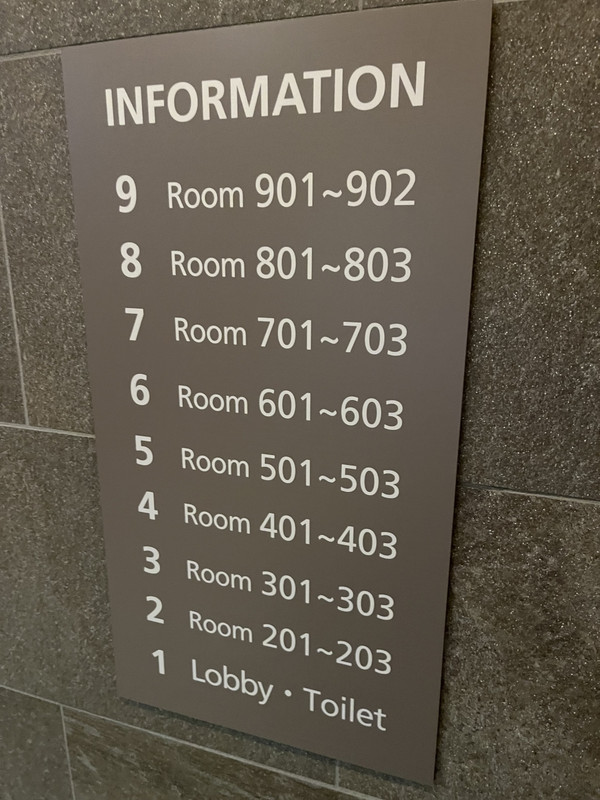 INFORMATION
9 Room 901~902
8 Room 801~803
7 Room 701~703
6 Room 601~603
5 Room 501~503
4 Room 401~403
3 Room 301~303
2 Room 201~203
1 Lobby・Toilet